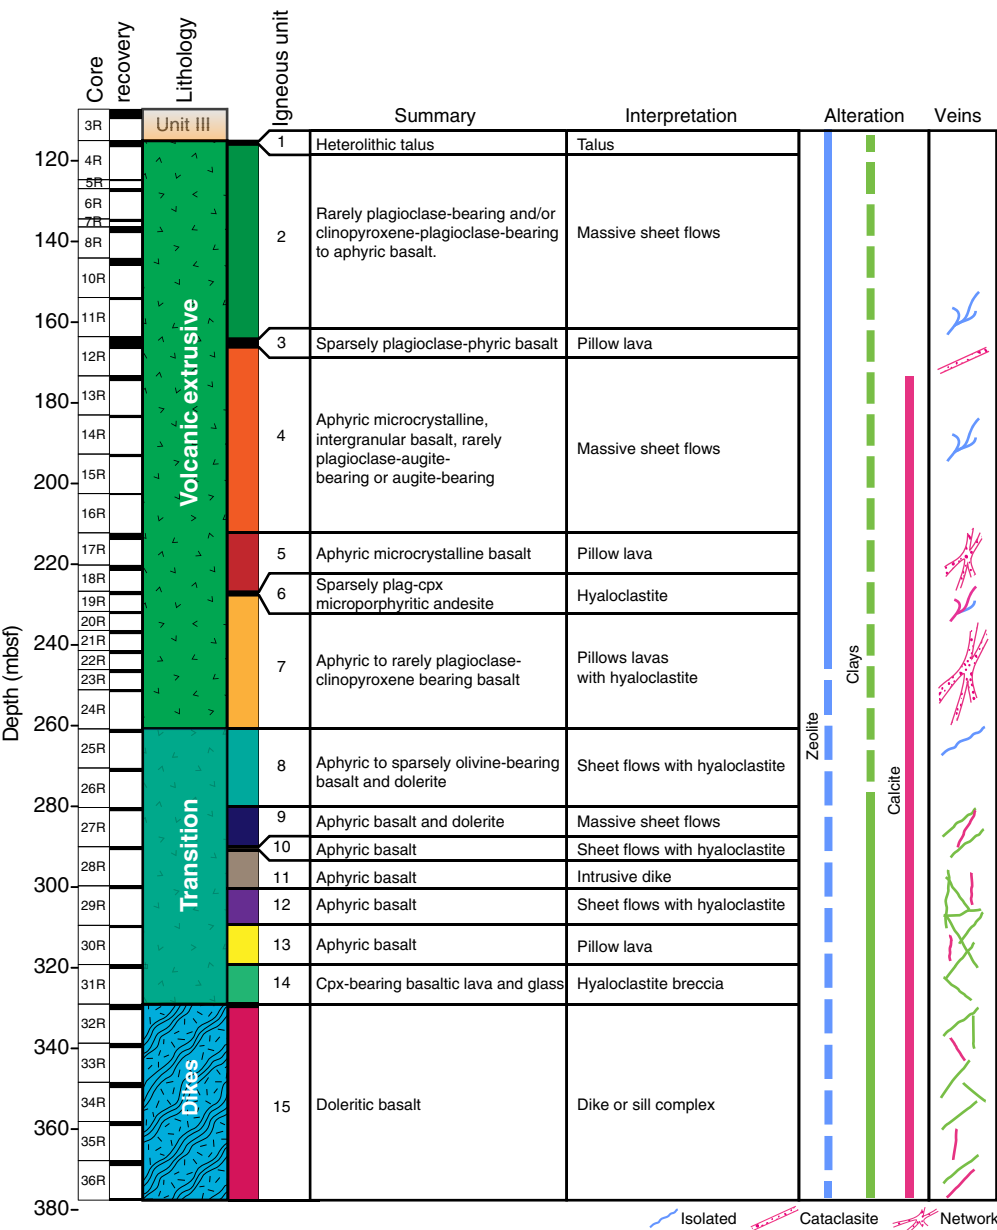 Core
recovery
Lithology
Igneous unit
Summary
Interpretation
Alteration
Veins
Depth (mbsf)
120
140
160
180
200
220
240
260
280
300
320
340
360
380
3R
4R
5R
6R
7R
8R
10R
11R
12R
13R
14R
15R
16R
17R
18R
19R
20R
21R
22R
23R
24R
25R
26R
27R
28R
29R
30R
31R
32R
33R
34R
35R
36R
Unit III
Volcanic extrusive
Transition
Dikes
1
Heterolithic talus
Talus
2
Rarely plagioclase-bearing and/or
clinopyroxene-plagioclase-bearing
to aphyric basalt.
Massive sheet flows
3
Sparsely plagioclase-phyric basalt
Pillow lava
4
Aphyric microcrystalline,
intergranular basalt, rarely
plagioclase-augite-
bearing or augite-bearing
Massive sheet flows
5
Aphyric microcrystalline basalt
Pillow lava
6
Sparsely plag-cpx
microporphyritic andesite
Hyaloclastite
7
Aphyric to rarely plagioclase-
clinopyroxene bearing basalt
Pillows lavas
with hyaloclastite
8
Aphyric to sparsely olivine-bearing
basalt and dolerite
Sheet flows with hyaloclastite
9
Aphyric basalt and dolerite
Massive sheet flows
10
Aphyric basalt
Sheet flows with hyaloclastite
11
Aphyric basalt
Intrusive dike
12
Aphyric basalt
Sheet flows with hyaloclastite
13
Aphyric basalt
Pillow lava
14
Cpx-bearing basaltic lava and glass
Hyaloclastite breccia
15
Doleritic basalt
Dike or sill complex
Zeolite
Clays
Calcite
Isolated
Cataclasite
Network